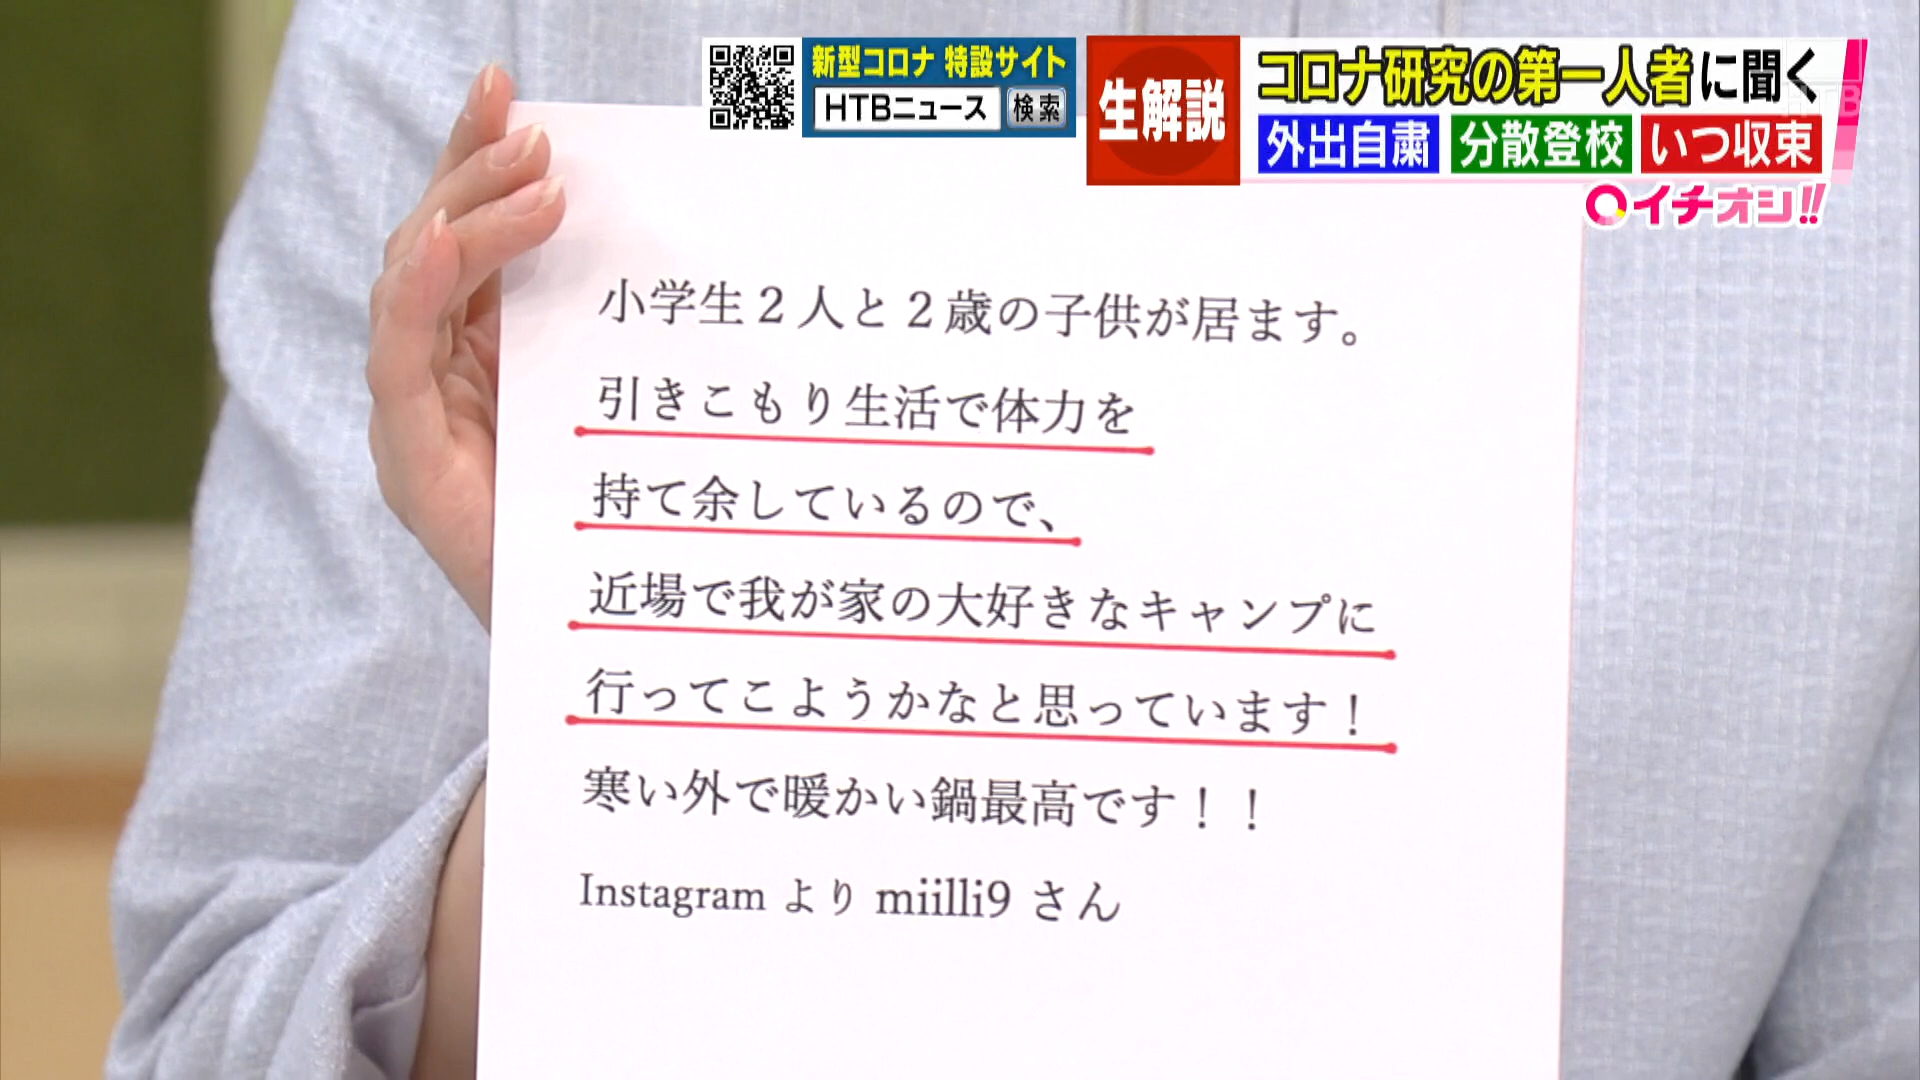 新型コロナ 特設サイト
HTBニュース 検索
生解説
コロナ研究の第一人者に聞く
外出自粛 分散登校 いつ収束
HTB
イチオシ!!
小学生２人と２歳の子供が居ます。
引きこもり生活で体力を
持て余しているので、
近場で我が家の大好きなキャンプに
行ってこようかなと思っています！
寒い外で暖かい鍋最高です！！
Instagram より miilli9 さん